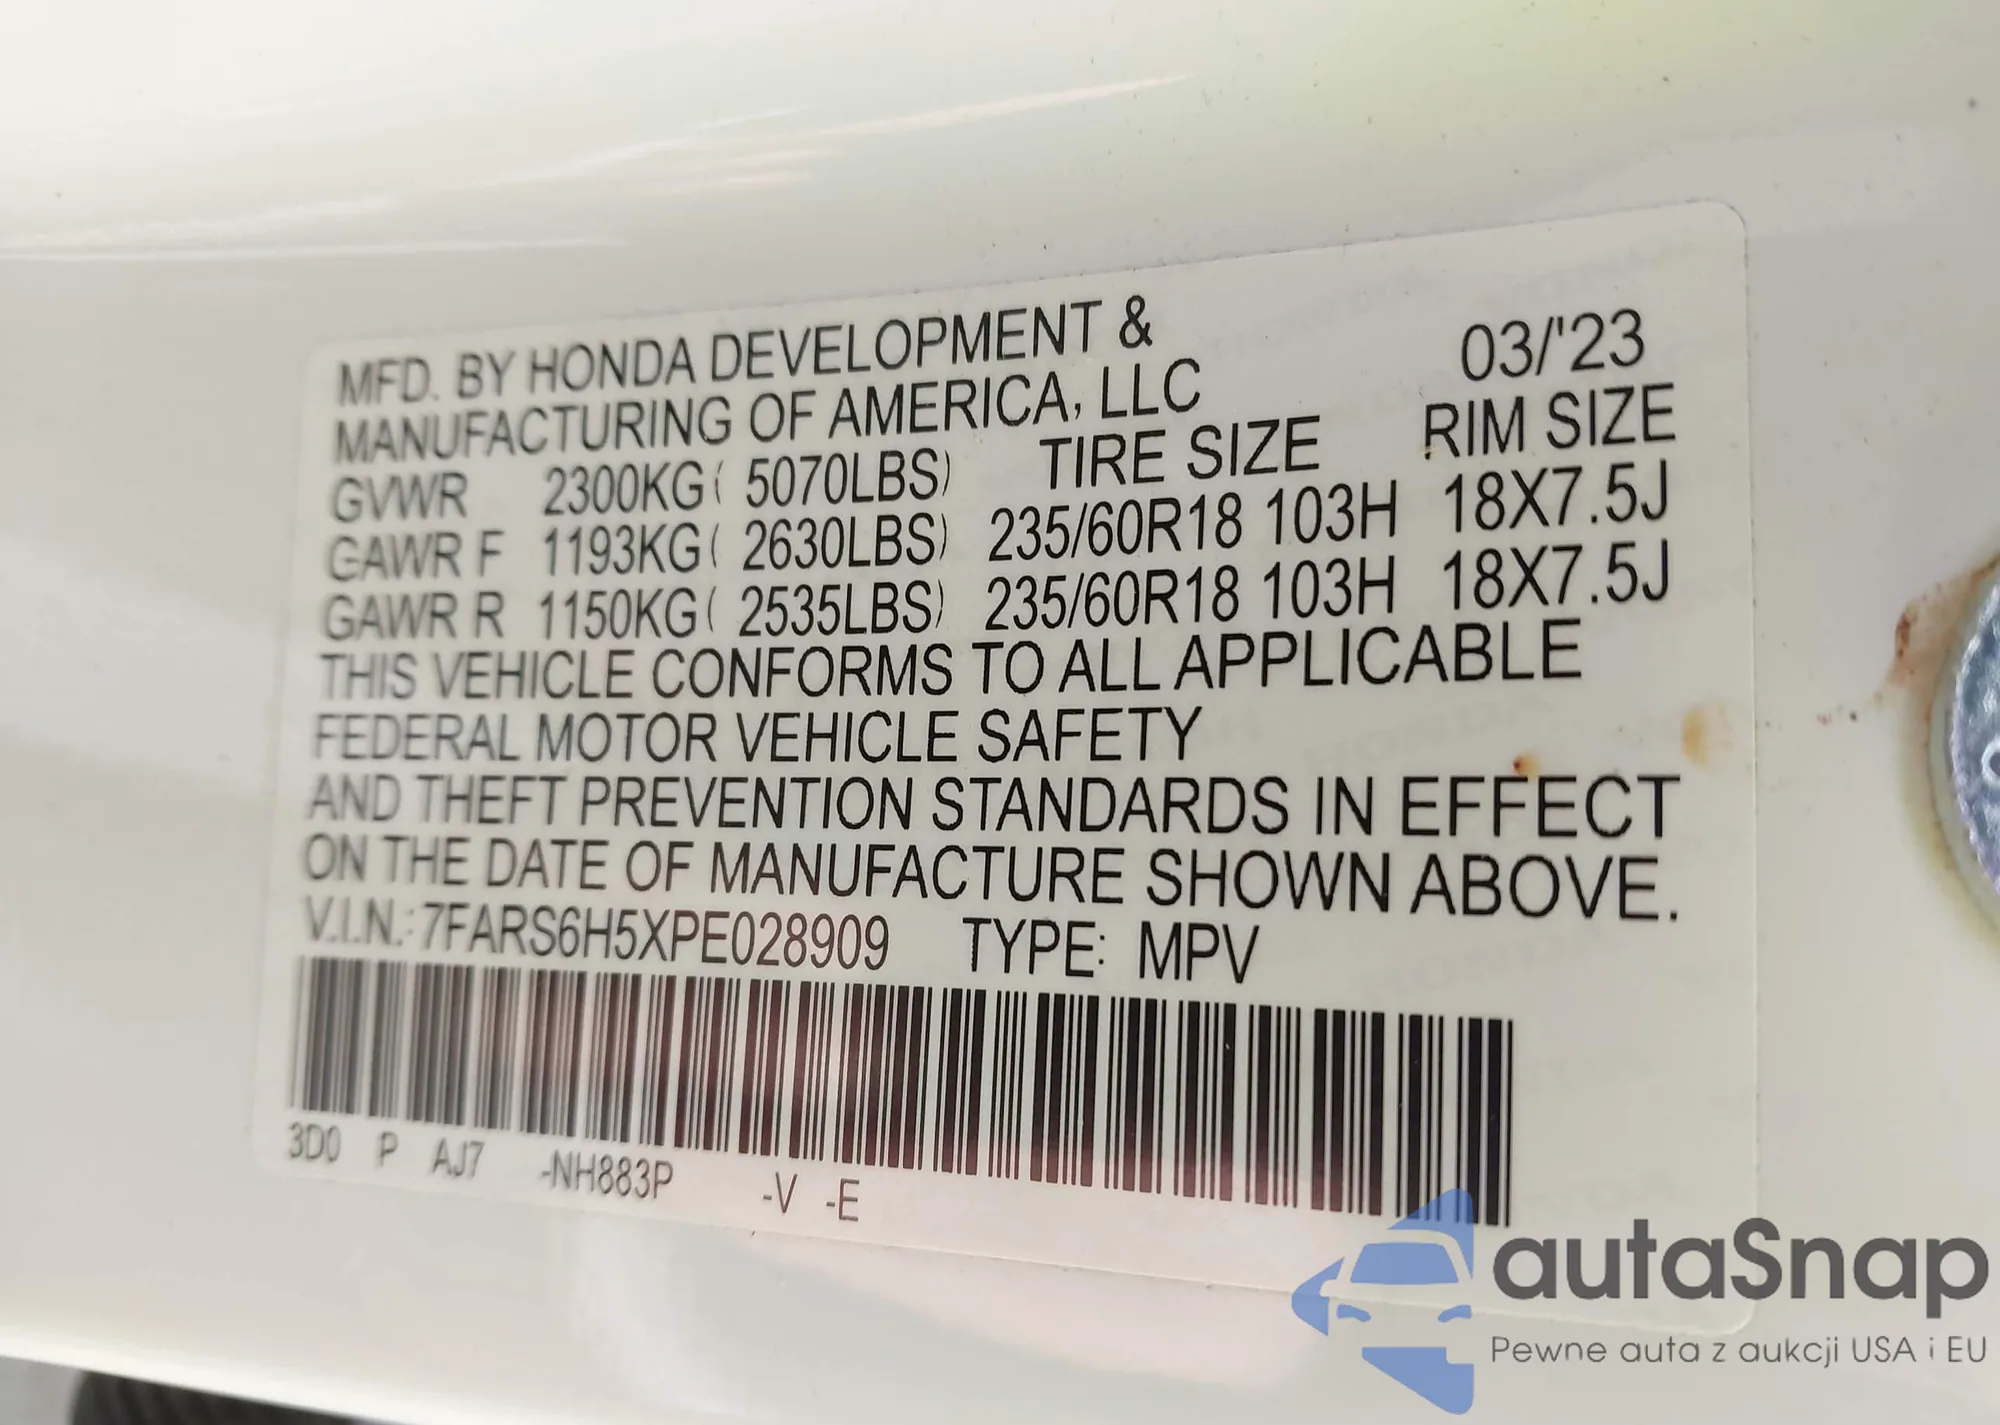 MFD. BY HONDA DEVELOPMENT &
MANUFACTURING OF AMERICA, LLC 03/'23
GVWR 2300KG( 5070LBS) TIRE SIZE RIM SIZE
GAWR F 1193KG( 2630LBS) 235/60R18 103H 18X7.5J
GAWR R 1150KG( 2535LBS) 235/60R18 103H 18X7.5J
THIS VEHICLE CONFORMS TO ALL APPLICABLE
FEDERAL MOTOR VEHICLE SAFETY
AND THEFT PREVENTION STANDARDS IN EFFECT
ON THE DATE OF MANUFACTURE SHOWN ABOVE.
V.I.N.: 7FARS6H5XPE028909 TYPE: MPV
3D0 P AJ7 -NH883P -V -E
autaSnap
Pewne auta z aukcji USA i EU